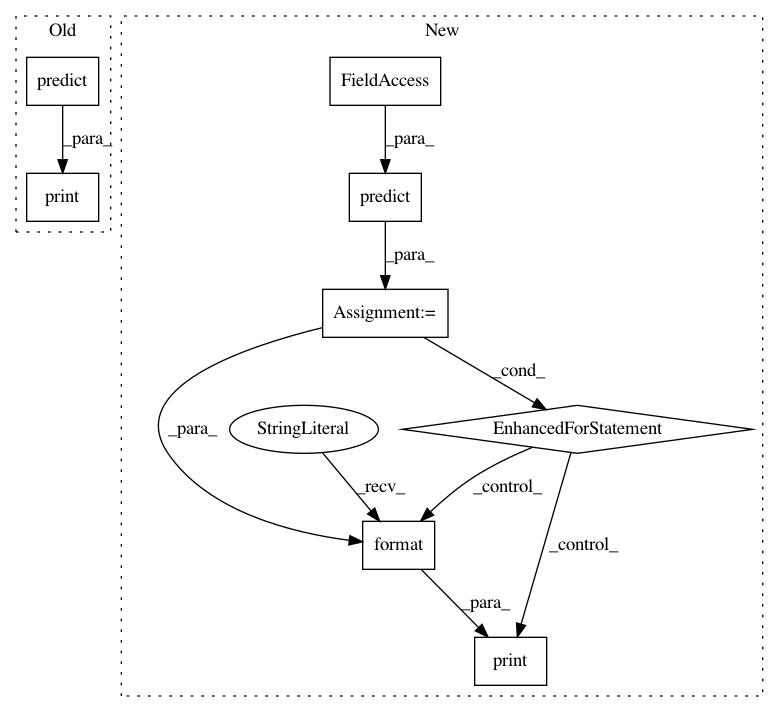 Old
New
predict
FieldAccess
_para_
_para_
print
predict
_para_
Assignment:=
_cond_
_para_
StringLiteral
EnhancedForStatement
_recv_
_control_
format
_control_
_para_
print